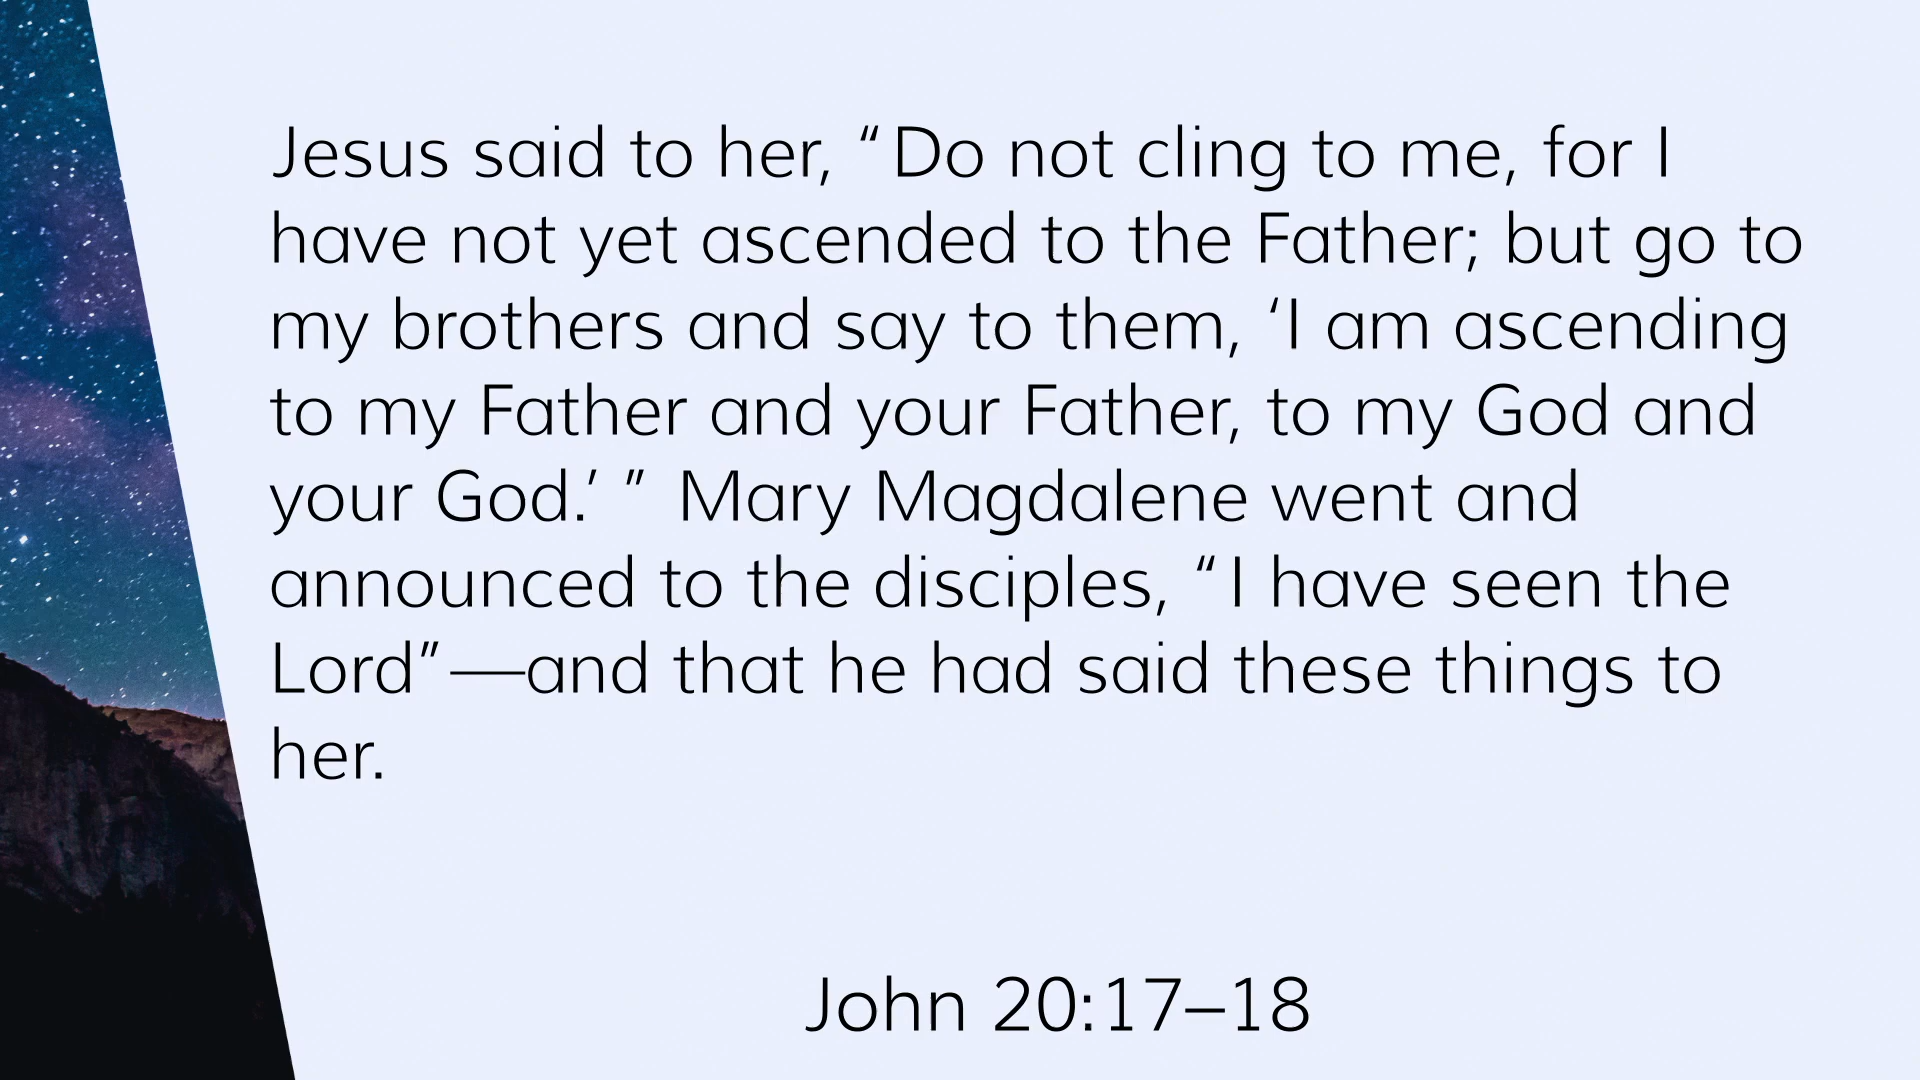 Jesus said to her, “Do not cling to me, for I
have not yet ascended to the Father; but go to
my brothers and say to them, ‘I am ascending
to my Father and your Father, to my God and
your God.’ ” Mary Magdalene went and
announced to the disciples, “I have seen the
Lord”—and that he had said these things to
her.
John 20:17–18